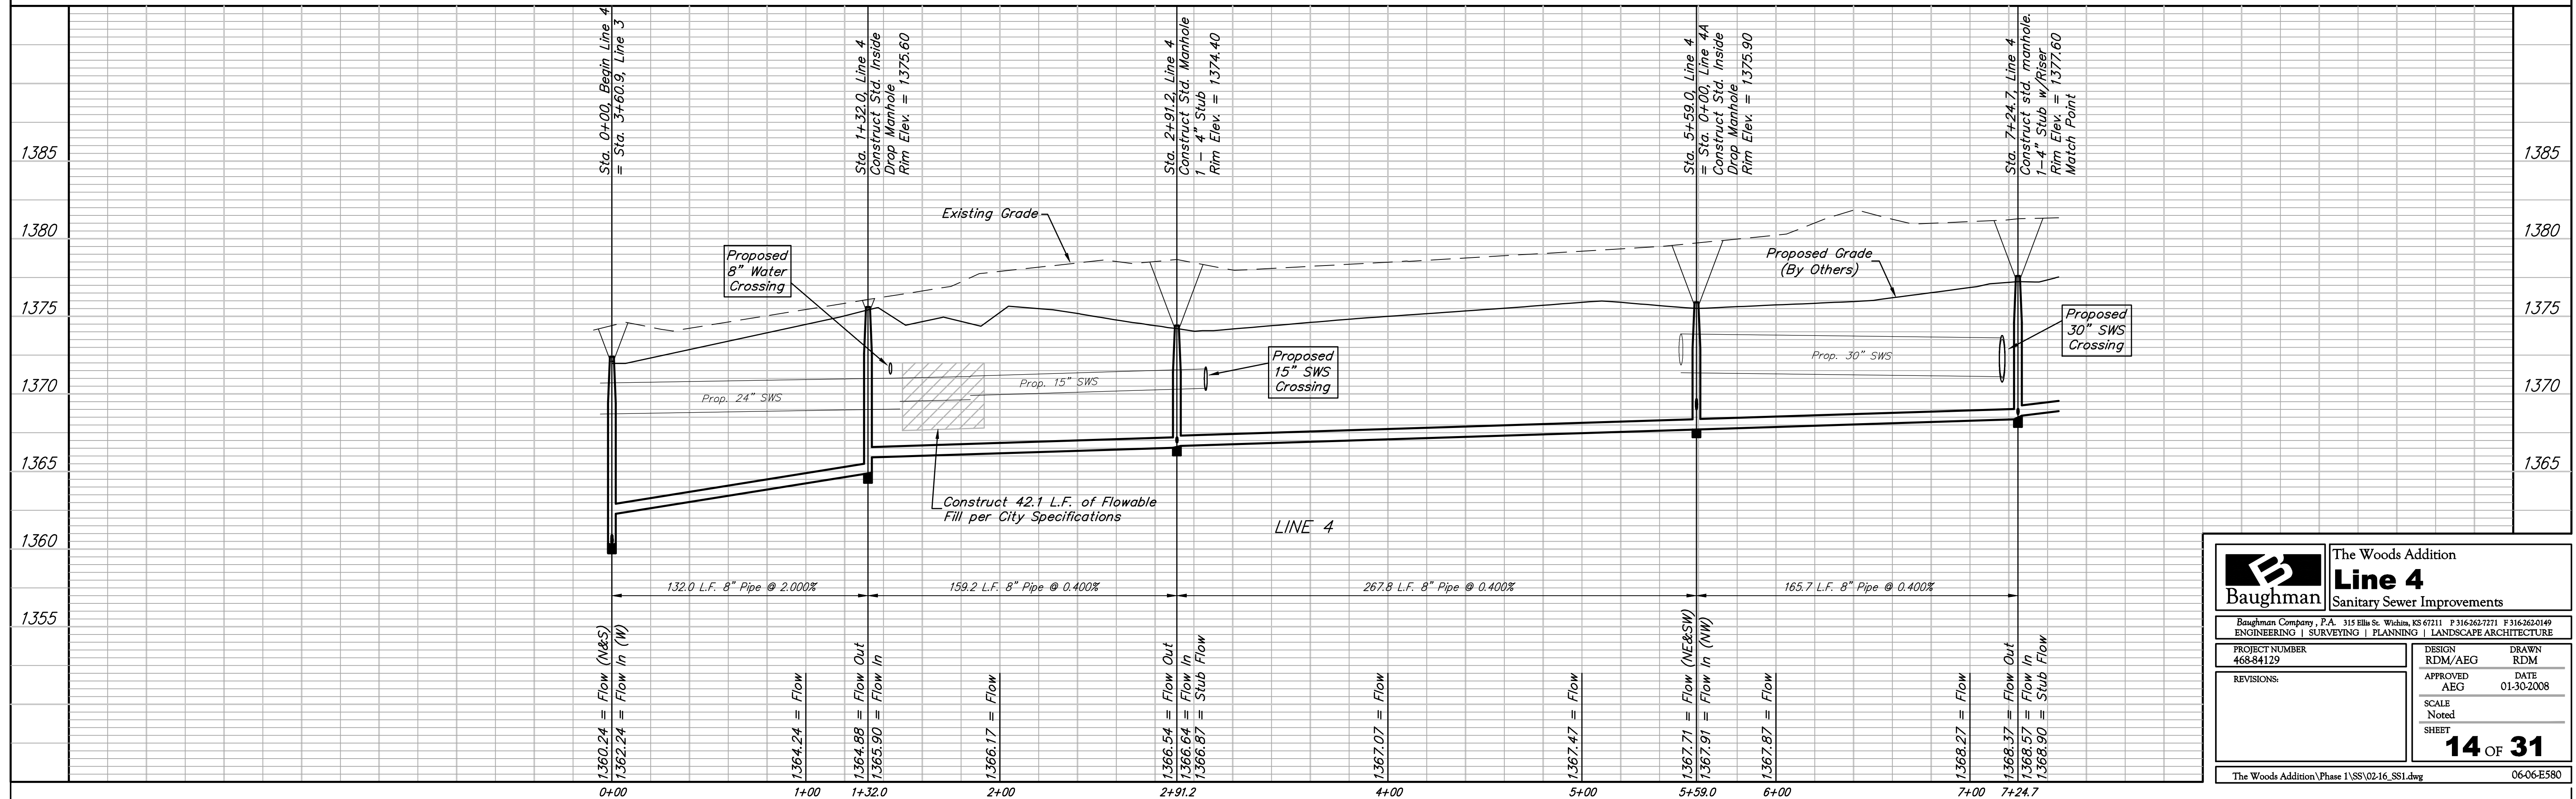 Sta. 0+00, Begin Line 4
= Sta. 3+60.9, Line 3
Sta. 1+32.0, Line 4
Construct Std. Inside
Drop Manhole
Rim Elev. = 1375.60
Sta. 2+91.2, Line 4
Construct Std. Manhole
1 - 4" Stub
Rim Elev. = 1374.40
Sta. 5+59.0, Line 4
= Sta. 0+00, Line 4A
Construct Std. Inside
Drop Manhole
Rim Elev. = 1375.90
Sta. 7+24.7, Line 4
Construct std. manhole.
1-4" Stub w/Riser
Rim Elev. = 1377.60
Match Point
1385
1385
1380
1380
1375
1375
1370
1370
1365
1365
1360
1355
Existing Grade
Proposed
8" Water
Crossing
Proposed Grade
(By Others)
Proposed
30" SWS
Crossing
Proposed
15" SWS
Crossing
Prop. 24" SWS
Prop. 15" SWS
Prop. 30" SWS
Construct 42.1 L.F. of Flowable
Fill per City Specifications
LINE 4
132.0 L.F. 8" Pipe @ 2.000%
159.2 L.F. 8" Pipe @ 0.400%
267.8 L.F. 8" Pipe @ 0.400%
165.7 L.F. 8" Pipe @ 0.400%
1360.24 = Flow (N&S)
1362.24 = Flow In (W)
1364.24 = Flow
1364.88 = Flow Out
1365.90 = Flow In
1366.17 = Flow
1366.54 = Flow Out
1366.64 = Flow In
1366.87 = Stub Flow
1367.07 = Flow
1367.47 = Flow
1367.71 = Flow (NE&SW)
1367.91 = Flow In (NW)
1367.87 = Flow
1368.27 = Flow
1368.37 = Flow Out
1368.57 = Flow In
1368.90 = Stub Flow
0+00
1+00
1+32.0
2+00
2+91.2
4+00
5+00
5+59.0
6+00
7+00
7+24.7
B
Baughman
The Woods Addition
Line 4
Sanitary Sewer Improvements
Baughman Company, P.A. 315 Ellis St. Wichita, KS 67211 P 316-262-7271 F 316-262-0149
ENGINEERING | SURVEYING | PLANNING | LANDSCAPE ARCHITECTURE
PROJECT NUMBER
468-84129
REVISIONS:
DESIGN
RDM/AEG
DRAWN
RDM
APPROVED
AEG
DATE
01-30-2008
SCALE
Noted
SHEET
14 OF 31
The Woods Addition\Phase 1\SS\02-16_SS1.dwg
06-06-E580